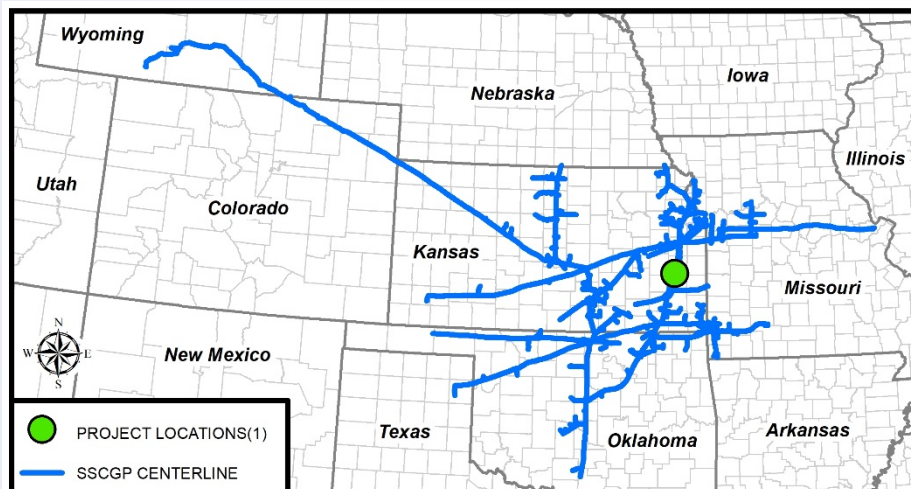 Wyoming
Nebraska
Iowa
Illinois
Utah
Colorado
Kansas
Missouri
New Mexico
Texas
Oklahoma
Arkansas
N
W E
S
PROJECT LOCATIONS(1)
SSCGP CENTERLINE